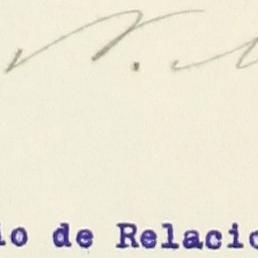 io de Relacio